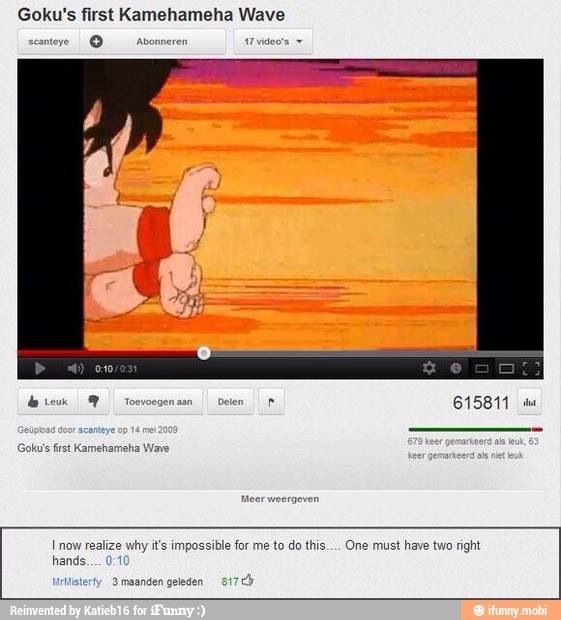 Goku's first Kamehameha Wave
scanteye Abonneren 17 video's
0:10 / 0:31
Leuk Toevoegen aan Delen 615811
Geüpload door scanteye op 14 mei 2009
679 keer gemarkeerd als leuk, 63
keer gemarkeerd als niet leuk
Goku's first Kamehameha Wave
Meer weergeven
I now realize why it's impossible for me to do this.... One must have two right
hands.... 0:10
MrMisterfy 3 maanden geleden 817
Reinvented by Katieb16 for iFunny :) ifunny.mobi